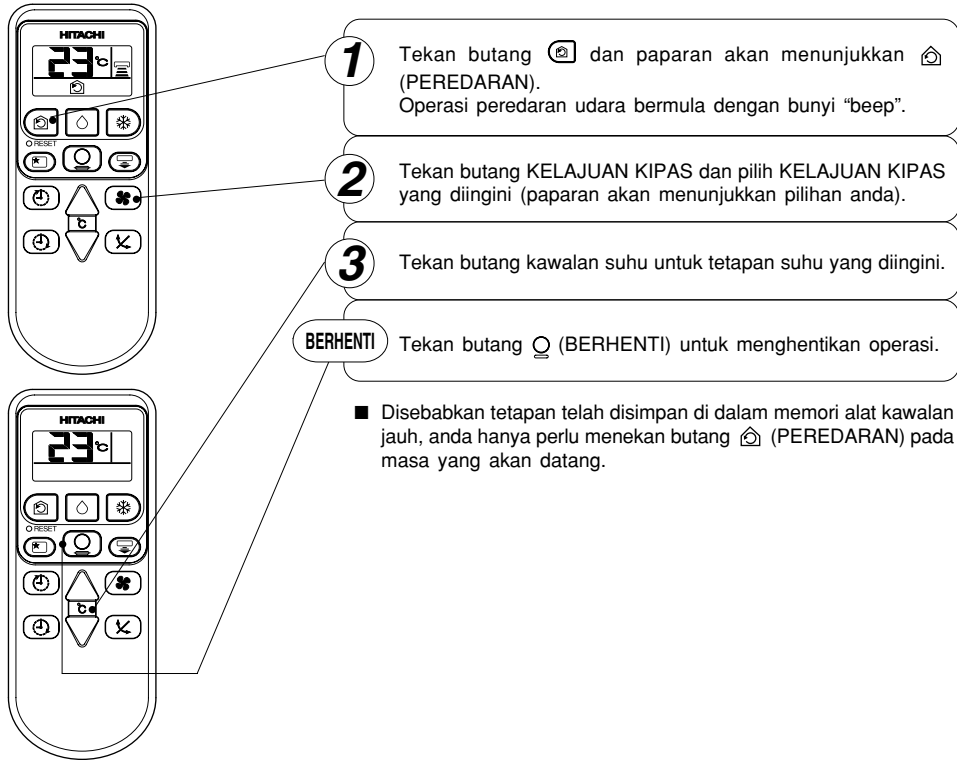 HITACHI
23°C
RESET
°C
1
Tekan butang dan paparan akan menunjukkan
(PEREDARAN).
Operasi peredaran udara bermula dengan bunyi “beep”.
2
Tekan butang KELAJUAN KIPAS dan pilih KELAJUAN KIPAS
yang diingini (paparan akan menunjukkan pilihan anda).
3
Tekan butang kawalan suhu untuk tetapan suhu yang diingini.
BERHENTI
Tekan butang (BERHENTI) untuk menghentikan operasi.
■ Disebabkan tetapan telah disimpan di dalam memori alat kawalan
jauh, anda hanya perlu menekan butang (PEREDARAN) pada
masa yang akan datang.
HITACHI
23°C
RESET
°C